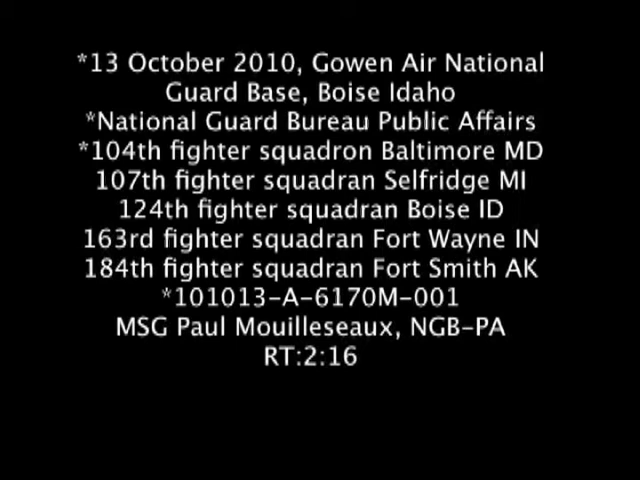 *13 October 2010, Gowen Air National
Guard Base, Boise Idaho
*National Guard Bureau Public Affairs
*104th fighter squadron Baltimore MD
107th fighter squadran Selfridge MI
124th fighter squadran Boise ID
163rd fighter squadran Fort Wayne IN
184th fighter squadran Fort Smith AK
*101013-A-6170M-001
MSG Paul Mouilleseaux, NGB-PA
RT:2:16